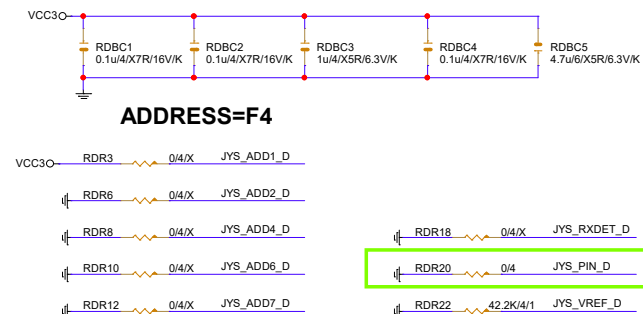 VCC3
RDBC1
0.1u/4/X7R/16V/K
RDBC2
0.1u/4/X7R/16V/K
RDBC3
1u/4/X5R/6.3V/K
RDBC4
0.1u/4/X7R/16V/K
RDBC5
4.7u/6/X5R/6.3V/K
ADDRESS=F4
VCC3 RDR3 0/4/X JYS_ADD1_D
RDR6 0/4/X JYS_ADD2_D
RDR8 0/4/X JYS_ADD4_D
RDR18 0/4/X JYS_RXDET_D
RDR10 0/4/X JYS_ADD6_D
RDR20 0/4 JYS_PIN_D
RDR12 0/4/X JYS_ADD7_D
RDR22 42.2K/4/1 JYS_VREF_D